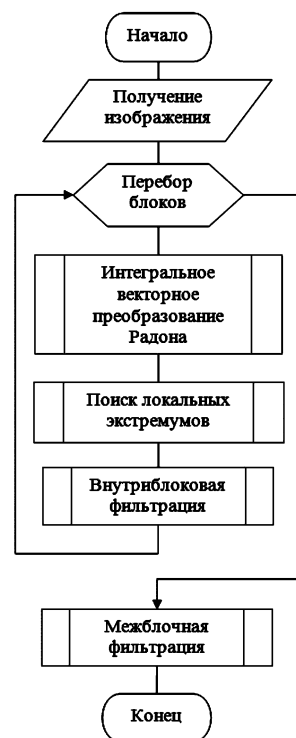 Начало
Получение
изображения
Перебор
блоков
Интегральное
векторное
преобразование
Радона
Поиск локальных
экстремумов
Внутриблоковая
фильтрация
Межблочная
фильтрация
Конец